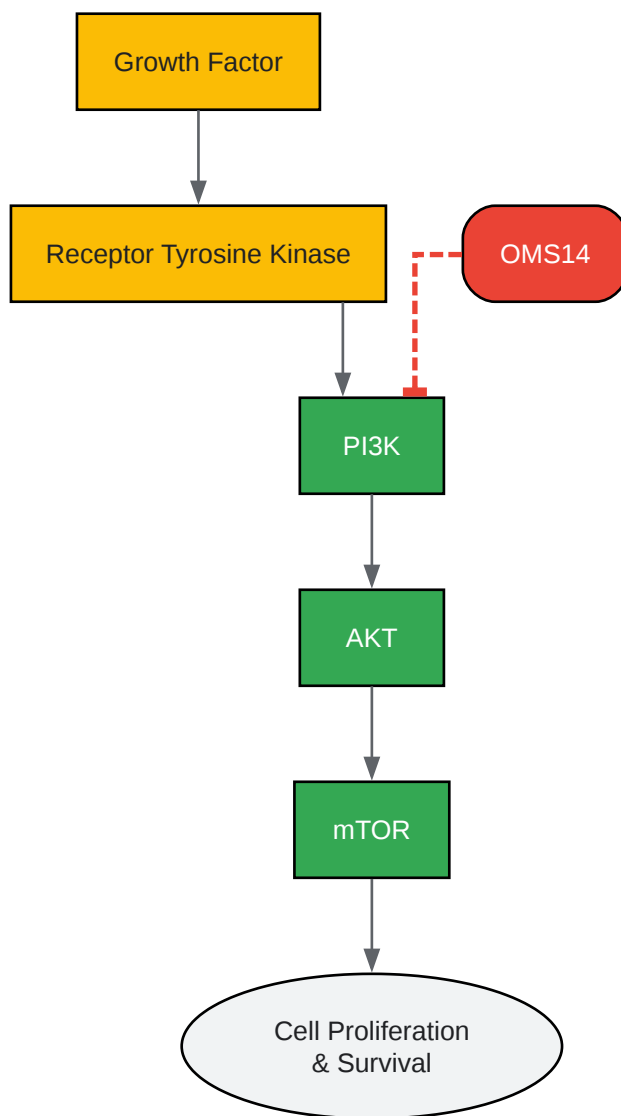 Growth Factor
Receptor Tyrosine Kinase
OMS14
PI3K
AKT
mTOR
Cell Proliferation
& Survival